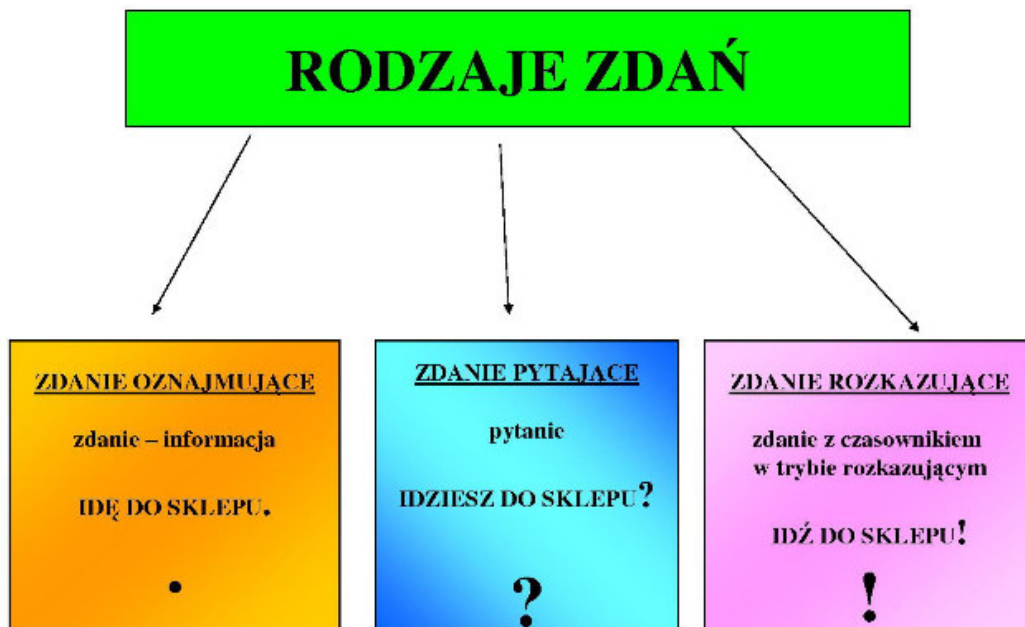 RODZAJE ZDAŃ
ZDANIE OZNAJMUJĄCE
zdanie – informacja
IDĘ DO SKLEPU.
.
ZDANIE PYTAJĄCE
pytanie
IDZIESZ DO SKLEPU?
?
ZDANIE ROZKAZUJĄCE
zdanie z czasownikiem
w trybie rozkazującym
IDŹ DO SKLEPU!
!